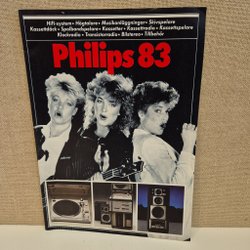 HiFi-system • Högtalare • Musikanläggningar • Skivspelare
Kassettdäck • Spolbandspelare • Kassetter • Kassettradio • Kassettspelare
Klockradio • Transistorradio • Bilstereo • Tillbehör
Philips 83